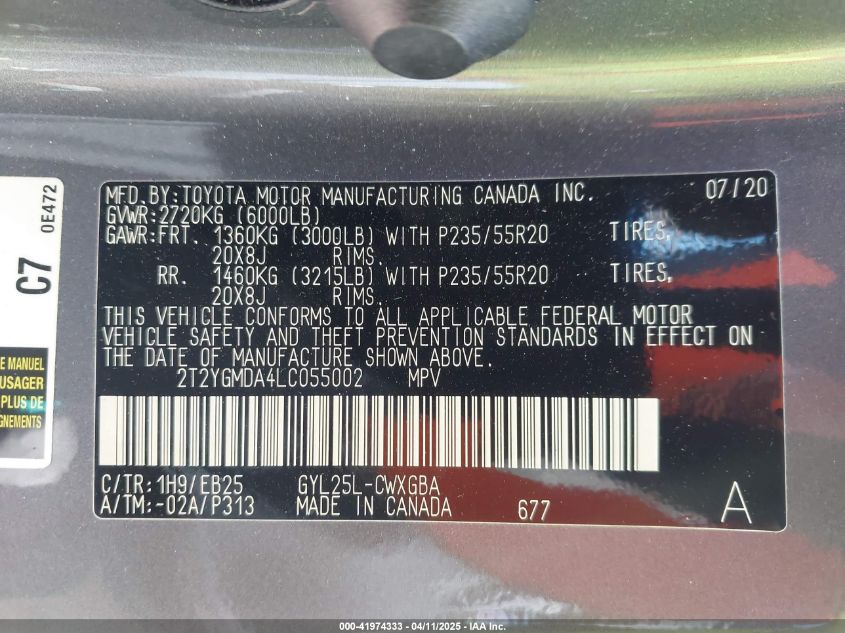 MFD.BY:TOYOTA MOTOR MANUFACTURING CANADA INC. 07/20
GVWR:2720KG (6000LB)
GAWR:FRT. 1360KG (3000LB) WITH P235/55R20 TIRES,
20X8J RIMS.
RR. 1460KG (3215LB) WITH P235/55R20 TIRES,
20X8J RIMS.
THIS VEHICLE CONFORMS TO ALL APPLICABLE FEDERAL MOTOR
VEHICLE SAFETY AND THEFT PREVENTION STANDARDS IN EFFECT ON
THE DATE OF MANUFACTURE SHOWN ABOVE.
2T2YGMDA4LC055002 MPV
C/TR:1H9/EB25 GYL25L-CWXGBA
A/TM:-02A/P313 MADE IN CANADA 677 A
C7 0E472
E MANUEL
USAGER
PLUS DE
GNEMENTS
000-41974333 - 04/11/2025 - IAA Inc.